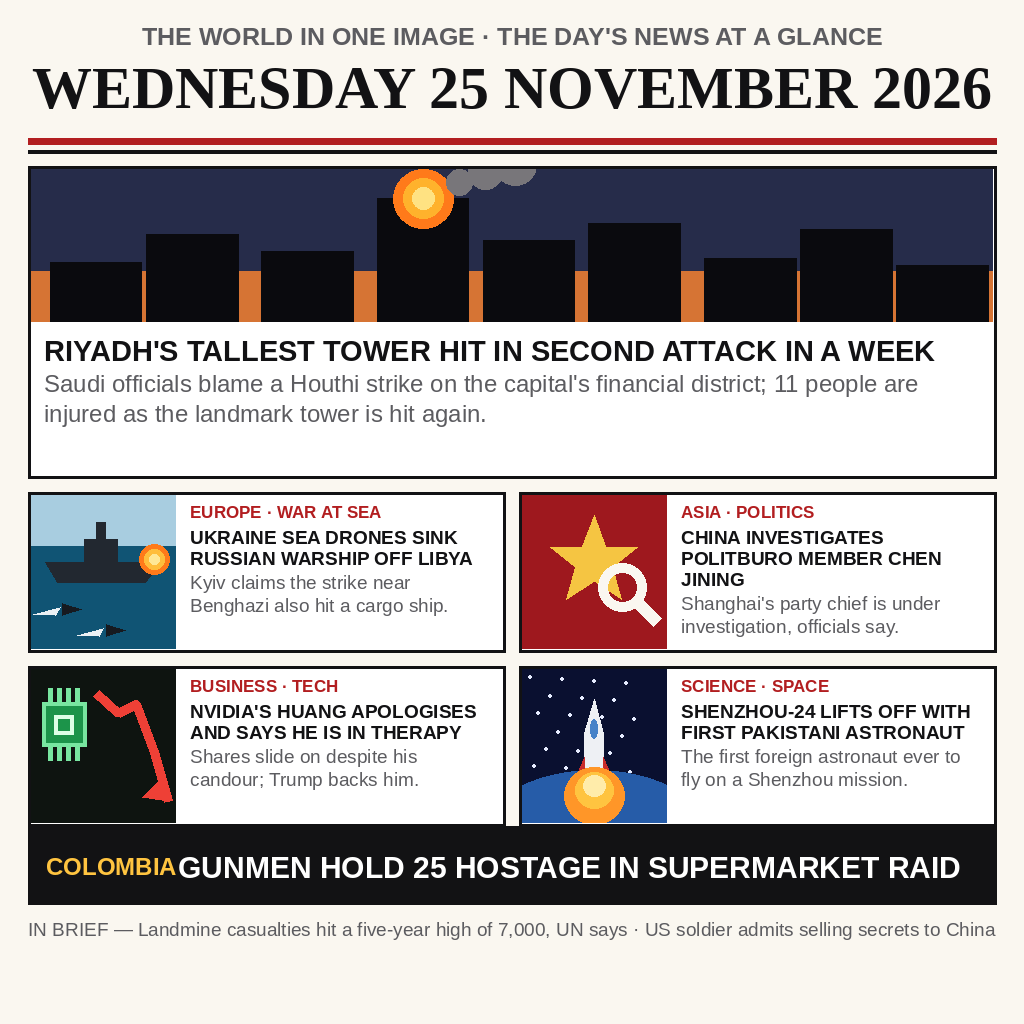 THE WORLD IN ONE IMAGE · THE DAY'S NEWS AT A GLANCE
WEDNESDAY 25 NOVEMBER 2026
RIYADH'S TALLEST TOWER HIT IN SECOND ATTACK IN A WEEK
Saudi officials blame a Houthi strike on the capital's financial district; 11 people are
injured as the landmark tower is hit again.
EUROPE · WAR AT SEA
UKRAINE SEA DRONES SINK
RUSSIAN WARSHIP OFF LIBYA
Kyiv claims the strike near
Benghazi also hit a cargo ship.
ASIA · POLITICS
CHINA INVESTIGATES
POLITBURO MEMBER CHEN
JINING
Shanghai's party chief is under
investigation, officials say.
BUSINESS · TECH
NVIDIA'S HUANG APOLOGISES
AND SAYS HE IS IN THERAPY
Shares slide on despite his
candour; Trump backs him.
SCIENCE · SPACE
SHENZHOU-24 LIFTS OFF WITH
FIRST PAKISTANI ASTRONAUT
The first foreign astronaut ever to
fly on a Shenzhou mission.
COLOMBIA GUNMEN HOLD 25 HOSTAGE IN SUPERMARKET RAID
IN BRIEF — Landmine casualties hit a five-year high of 7,000, UN says · US soldier admits selling secrets to China